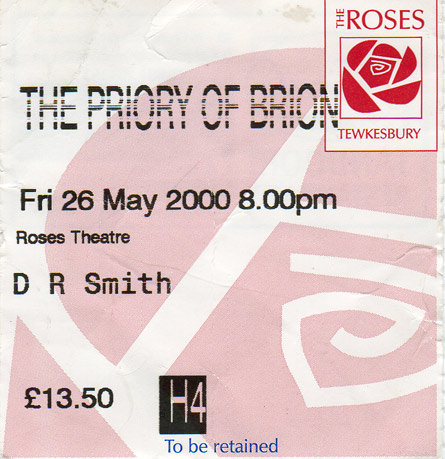 THE ROSES
TEWKESBURY
THE PRIORY OF BRION
Fri 26 May 2000 8.00pm
Roses Theatre
D R Smith
£13.50
H4
To be retained